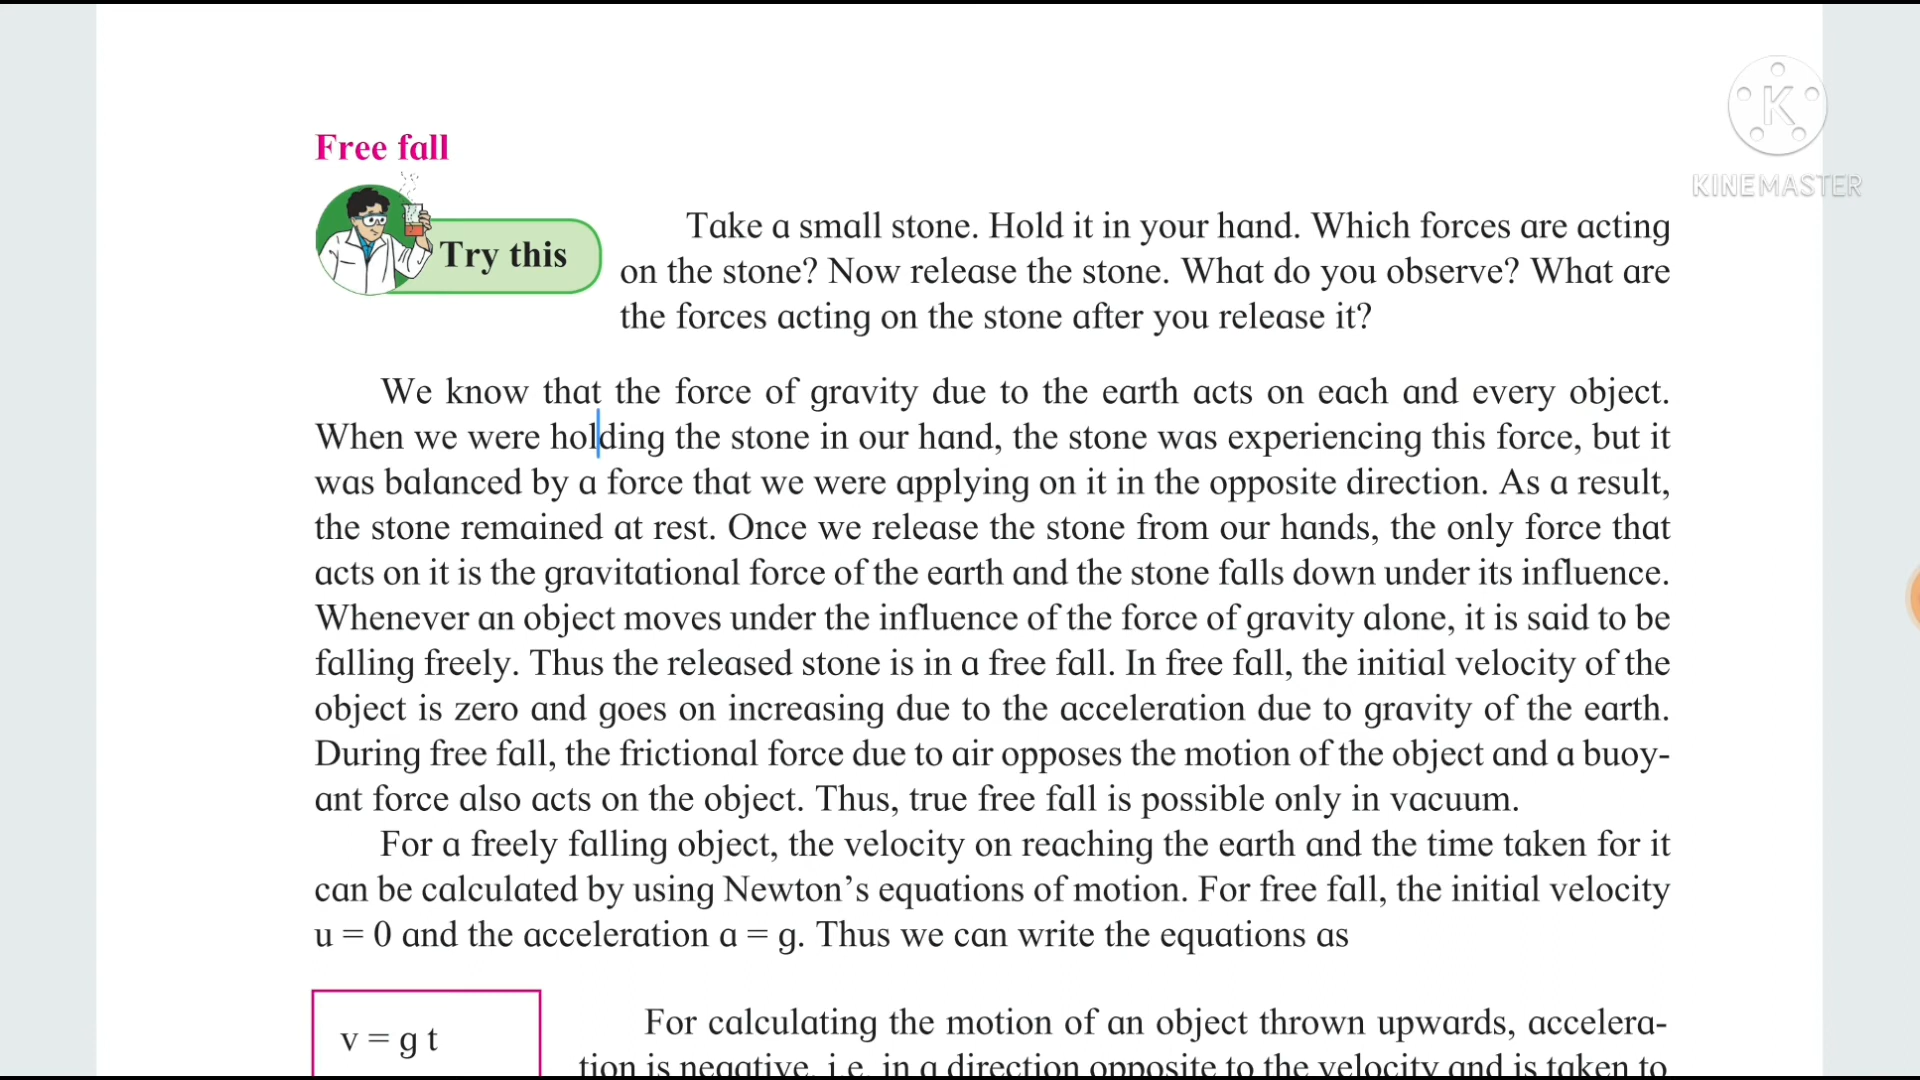 Free fall
K
KINEMASTER
Try this
Take a small stone. Hold it in your hand. Which forces are acting
on the stone? Now release the stone. What do you observe? What are
the forces acting on the stone after you release it?
We know that the force of gravity due to the earth acts on each and every object.
When we were holding the stone in our hand, the stone was experiencing this force, but it
was balanced by a force that we were applying on it in the opposite direction. As a result,
the stone remained at rest. Once we release the stone from our hands, the only force that
acts on it is the gravitational force of the earth and the stone falls down under its influence.
Whenever an object moves under the influence of the force of gravity alone, it is said to be
falling freely. Thus the released stone is in a free fall. In free fall, the initial velocity of the
object is zero and goes on increasing due to the acceleration due to gravity of the earth.
During free fall, the frictional force due to air opposes the motion of the object and a buoy-
ant force also acts on the object. Thus, true free fall is possible only in vacuum.
For a freely falling object, the velocity on reaching the earth and the time taken for it
can be calculated by using Newton’s equations of motion. For free fall, the initial velocity
u = 0 and the acceleration a = g. Thus we can write the equations as
v = g t
For calculating the motion of an object thrown upwards, accelera-
tion is negative, i.e. in a direction opposite to the velocity and is taken to